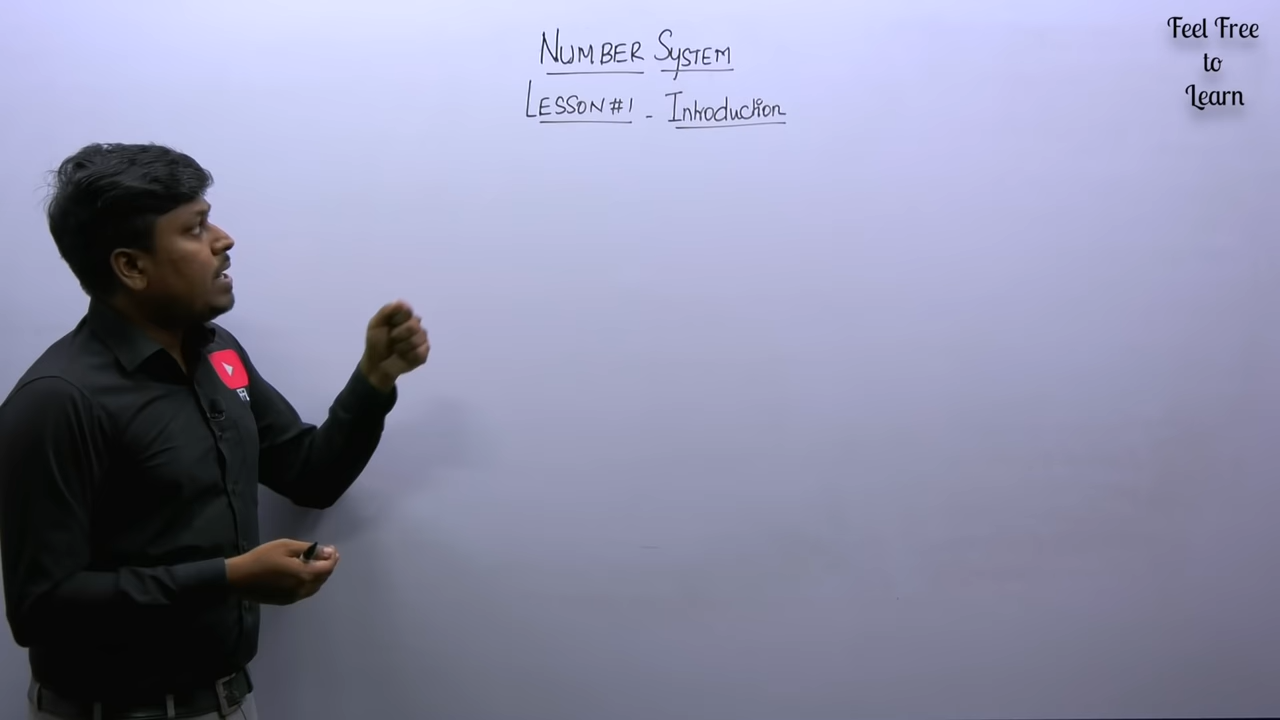 NUMBER SYSTEM
LESSON #1 - Introduction
Feel Free
to
Learn